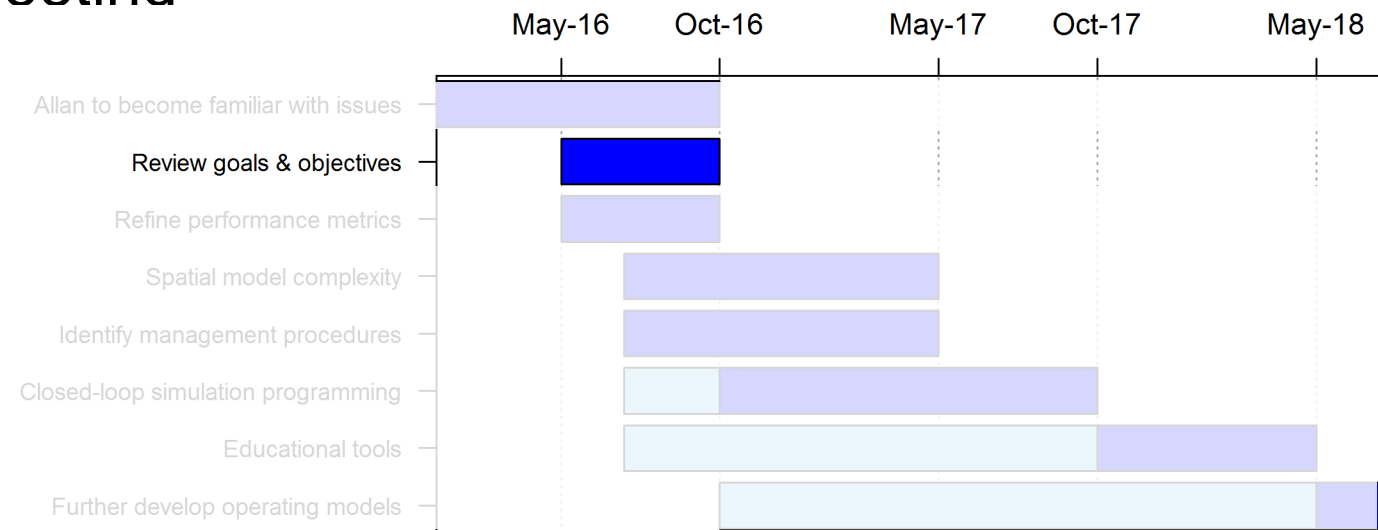 May-16 Oct-16 May-17 Oct-17 May-18
Allan to become familiar with issues
Review goals & objectives
Refine performance metrics
Spatial model complexity
Identify management procedures
Closed-loop simulation programming
Educational tools
Further develop operating models